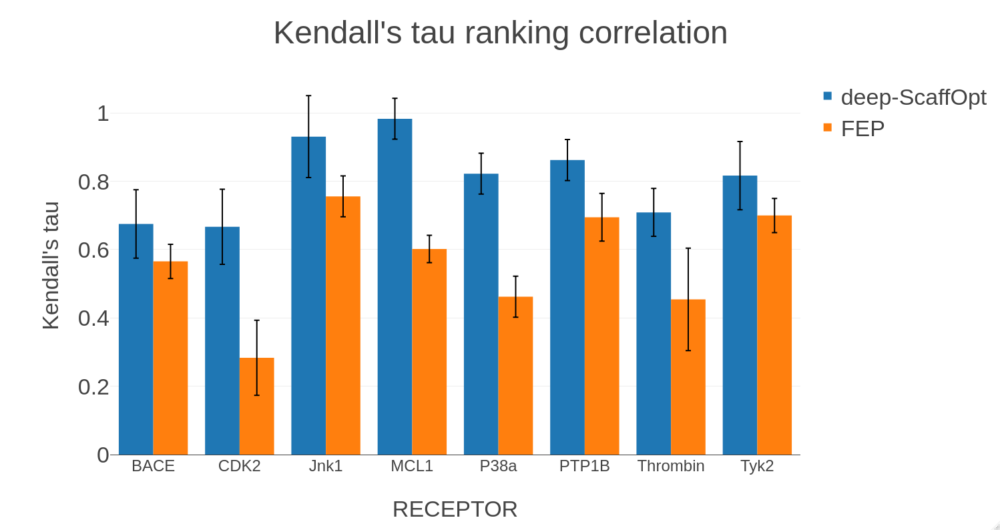 Kendall's tau ranking correlation
deep-ScaffOpt
FEP
Kendall's tau
1
0.8
0.6
0.4
0.2
0
BACE CDK2 Jnk1 MCL1 P38a PTP1B Thrombin Tyk2
RECEPTOR